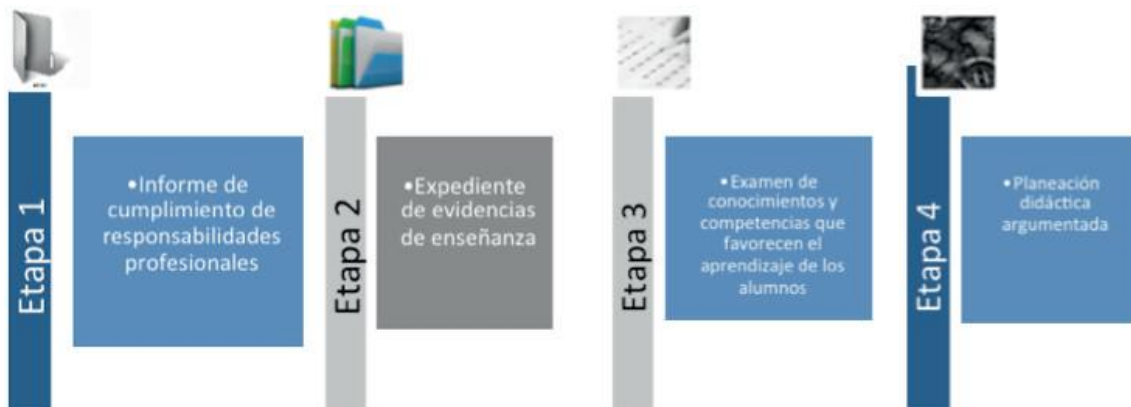 Etapa 1
•Informe de
cumplimiento de
responsabilidades
profesionales
Etapa 2
•Expediente
de evidencias
de enseñanza
Etapa 3
•Examen de
conocimientos y
competencias que
favorecen el
aprendizaje de los
alumnos
Etapa 4
•Planeación
didáctica
argumentada